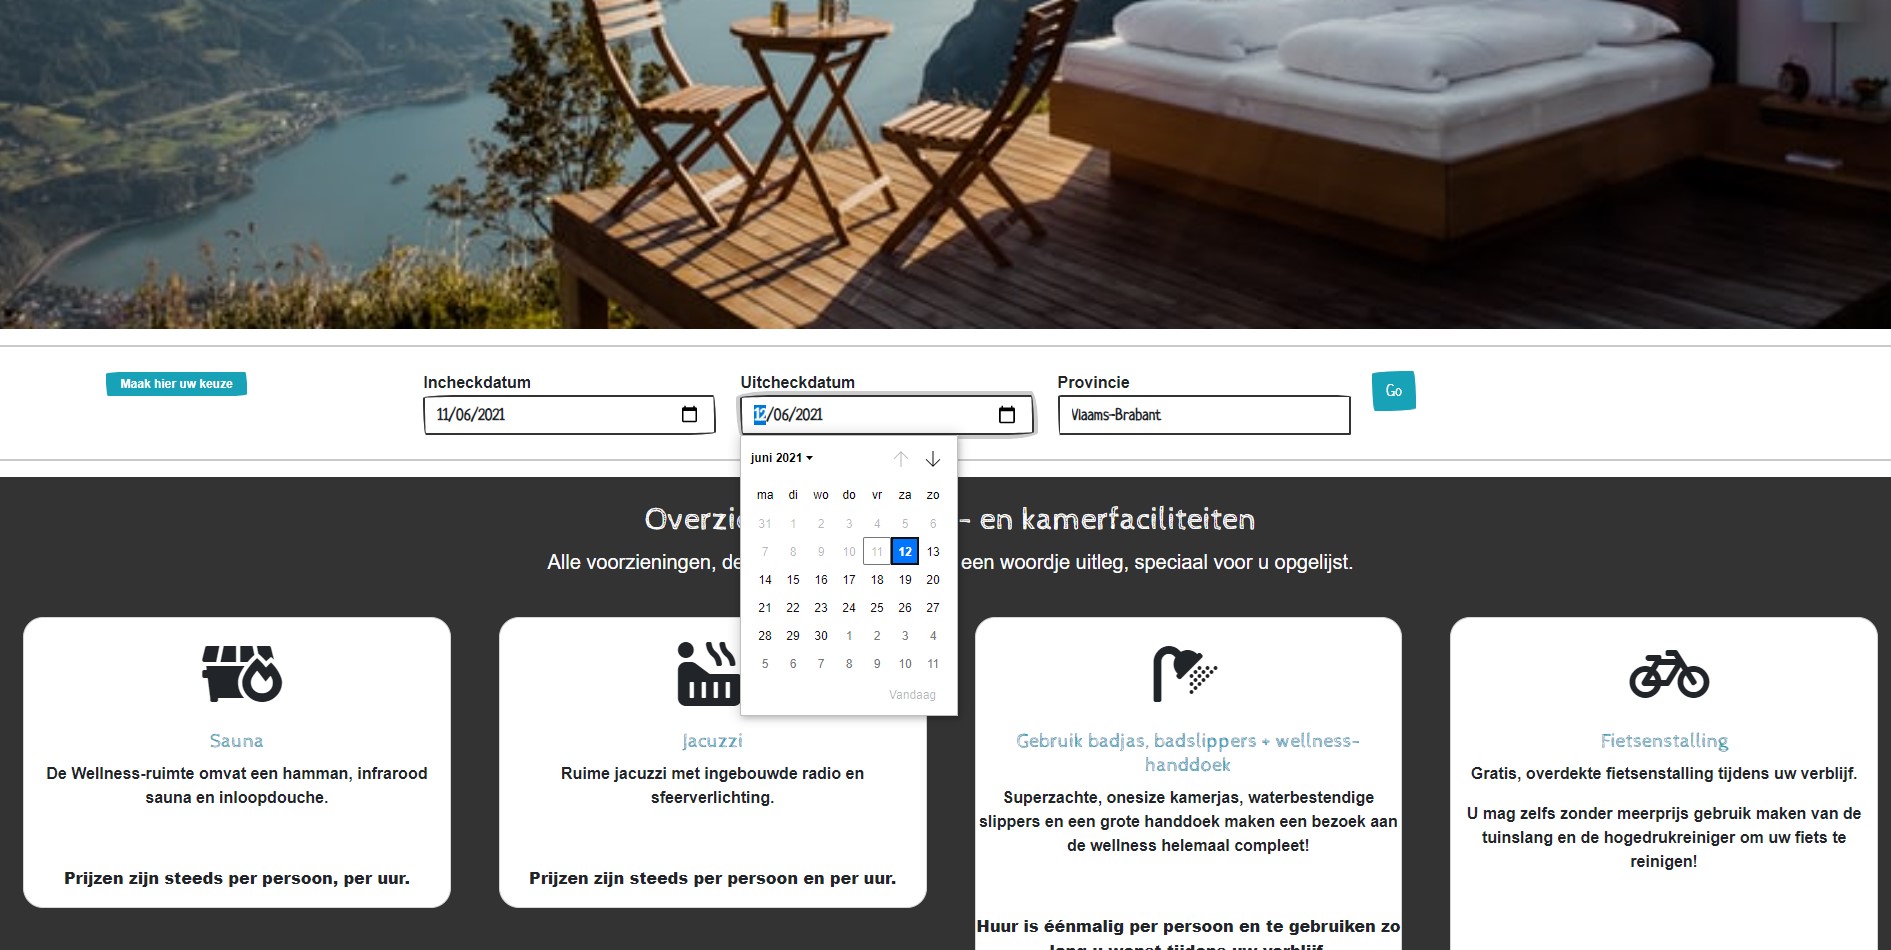 Maak hier uw keuze
Incheckdatum
11/06/2021
Uitcheckdatum
12/06/2021
Provincie
Vlaams-Brabant
Go
juni 2021
ma di wo do vr za zo
31 1 2 3 4 5 6
7 8 9 10 11 12 13
14 15 16 17 18 19 20
21 22 23 24 25 26 27
28 29 30 1 2 3 4
5 6 7 8 9 10 11
Vandaag
- en kamerfaciliteiten
Alle voorzieningen, een woordje uitleg, speciaal voor u opgelijst.
Sauna
De Wellness-ruimte omvat een hamman, infrarood
sauna en inloopdouche.
Prijzen zijn steeds per persoon, per uur.
Jacuzzi
Ruime jacuzzi met ingebouwde radio en
sfeerverlichting.
Prijzen zijn steeds per persoon en per uur.
Gebruik badjas, badslippers + wellness-
handdoek
Superzachte, onesize kamerjas, waterbestendige
slippers en een grote handdoek maken een bezoek aan
de wellness helemaal compleet!
Huur is éénmalig per persoon en te gebruiken zo
lang u wenst tijdens uw verblijf.
Fietsenstalling
Gratis, overdekte fietsenstalling tijdens uw verblijf.
U mag zelfs zonder meerprijs gebruik maken van de
tuinslang en de hogedrukreiniger om uw fiets te
reinigen!